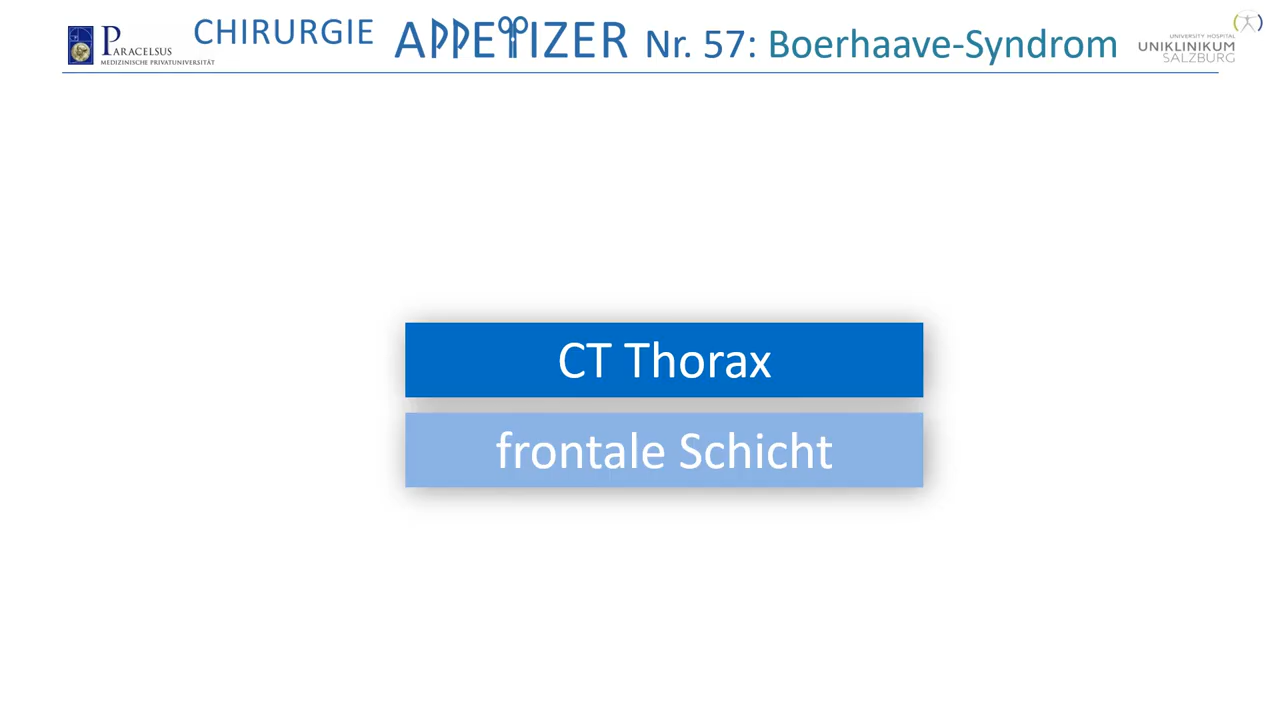 PARACELSUS
MEDIZINISCHE PRIVATUNIVERSITÄT
CHIRURGIE APPETIZER Nr. 57: Boerhaave-Syndrom
UNIVERSITY HOSPITAL
UNIKLINIKUM
SALZBURG
CT Thorax
frontale Schicht